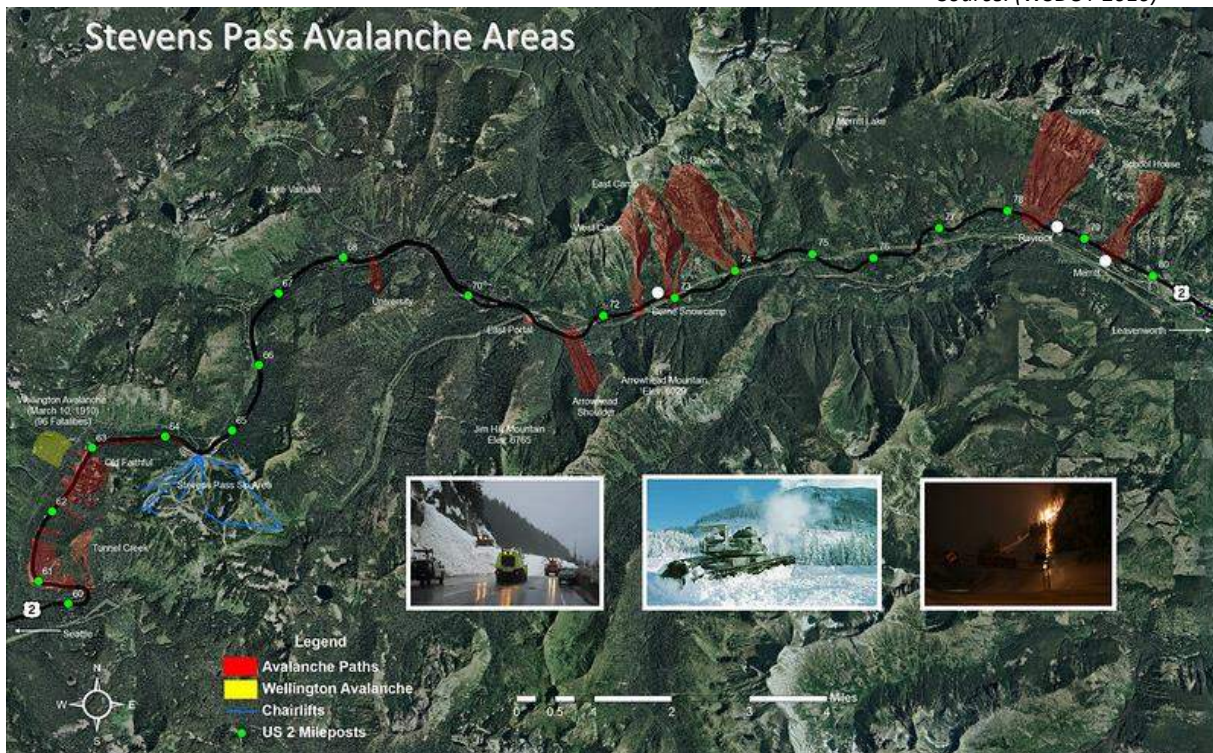 Stevens Pass Avalanche Areas
Rayrock
Merritt Lake
School House
East Camp
Lake Valhalla
West Camp
78
77
79
68
75
76
80
74
67
University
70
73
72
Rayrock
Merritt
2
Berne Snowcamp
East Portal
Leavenworth
66
Arrowhead Mountain
Arrowhead
Shoulder
Wellington Avalanche
(March 10, 1910)
(96 Fatalities)
65
64
63
Jim Hill Mountain
Elev. 6765
Old Faithful
Stevens Pass Ski Area
62
Tunnel Creek
61
60
2
Seattle
Legend
Avalanche Paths
Wellington Avalanche
Chairlifts
US 2 Mileposts
N
W E
S
Miles
0 0.5 1 2 3 4